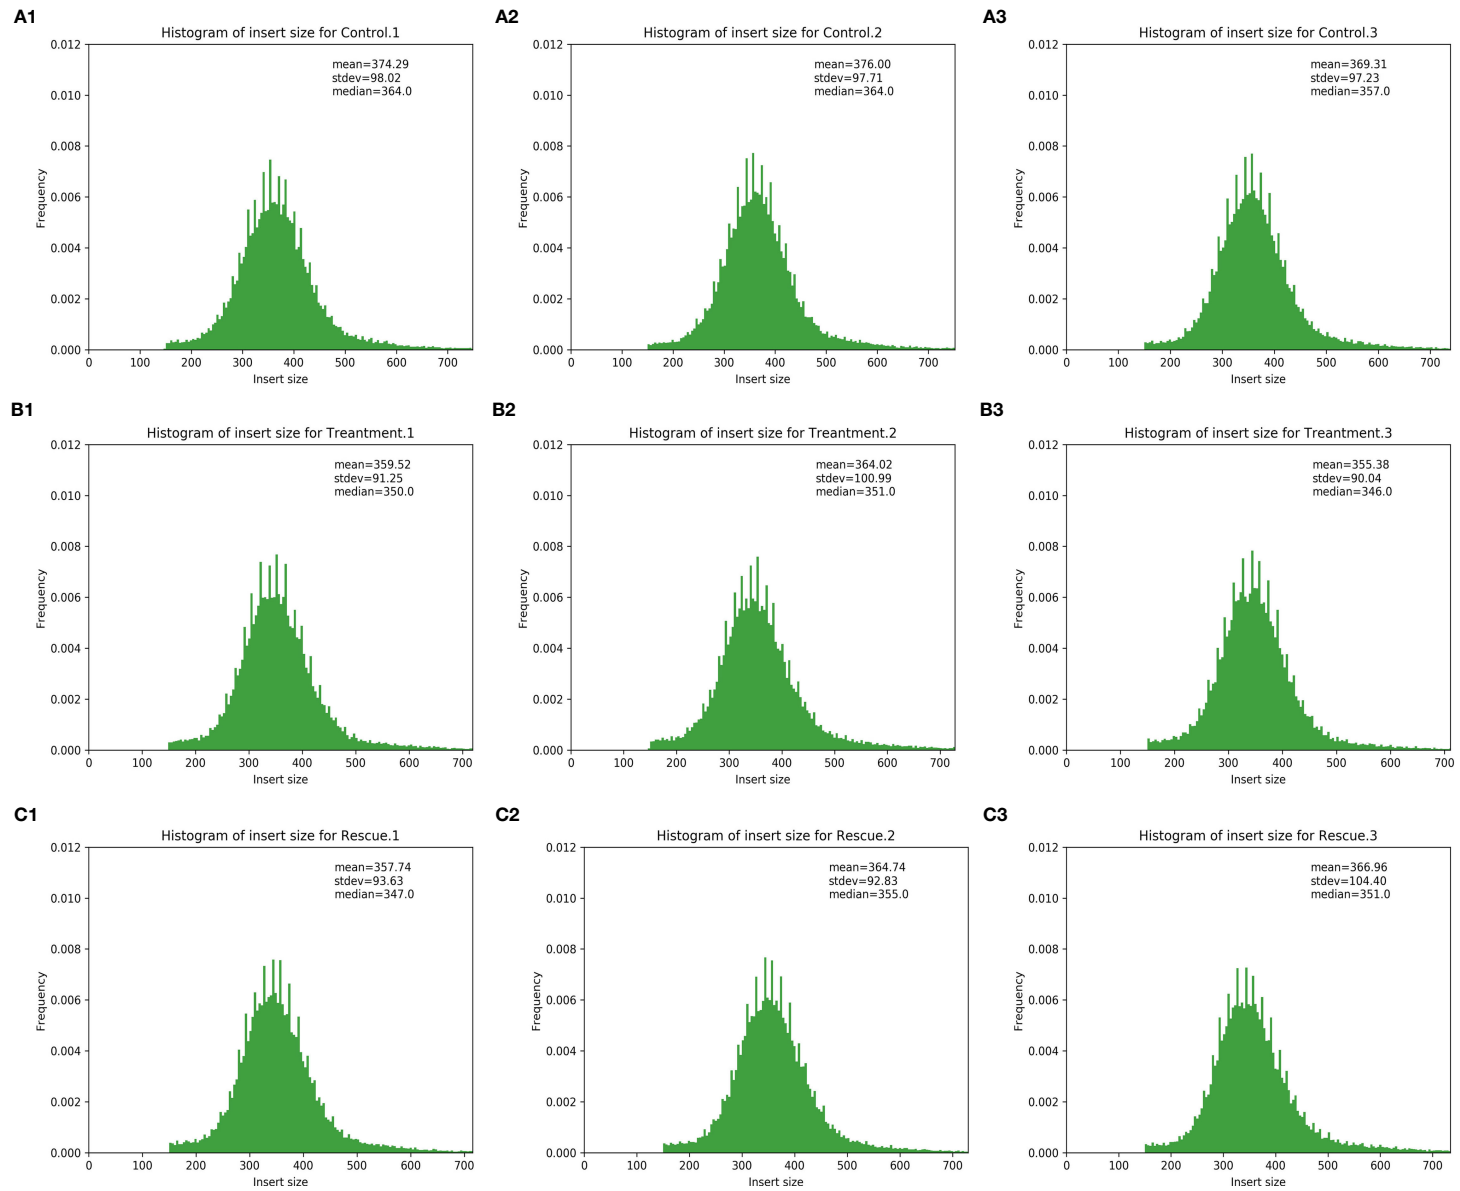 A1
Histogram of insert size for Control.1
mean=374.29
stdev=98.02
median=364.0
0.012
0.010
0.008
0.006
0.004
0.002
0.000
Frequency
0 100 200 300 400 500 600 700
Insert size
A2
Histogram of insert size for Control.2
mean=376.00
stdev=97.71
median=364.0
0.012
0.010
0.008
0.006
0.004
0.002
0.000
Frequency
0 100 200 300 400 500 600 700
Insert size
A3
Histogram of insert size for Control.3
mean=369.31
stdev=97.23
median=357.0
0.012
0.010
0.008
0.006
0.004
0.002
0.000
Frequency
0 100 200 300 400 500 600 700
Insert size
B1
Histogram of insert size for Treantment.1
mean=359.52
stdev=91.25
median=350.0
0.012
0.010
0.008
0.006
0.004
0.002
0.000
Frequency
0 100 200 300 400 500 600 700
Insert size
B2
Histogram of insert size for Treantment.2
mean=364.02
stdev=100.99
median=351.0
0.012
0.010
0.008
0.006
0.004
0.002
0.000
Frequency
0 100 200 300 400 500 600 700
Insert size
B3
Histogram of insert size for Treantment.3
mean=355.38
stdev=90.04
median=346.0
0.012
0.010
0.008
0.006
0.004
0.002
0.000
Frequency
0 100 200 300 400 500 600 700
Insert size
C1
Histogram of insert size for Rescue.1
mean=357.74
stdev=93.63
median=347.0
0.012
0.010
0.008
0.006
0.004
0.002
0.000
Frequency
0 100 200 300 400 500 600 700
Insert size
C2
Histogram of insert size for Rescue.2
mean=364.74
stdev=92.83
median=355.0
0.012
0.010
0.008
0.006
0.004
0.002
0.000
Frequency
0 100 200 300 400 500 600 700
Insert size
C3
Histogram of insert size for Rescue.3
mean=366.96
stdev=104.40
median=351.0
0.012
0.010
0.008
0.006
0.004
0.002
0.000
Frequency
0 100 200 300 400 500 600 700
Insert size